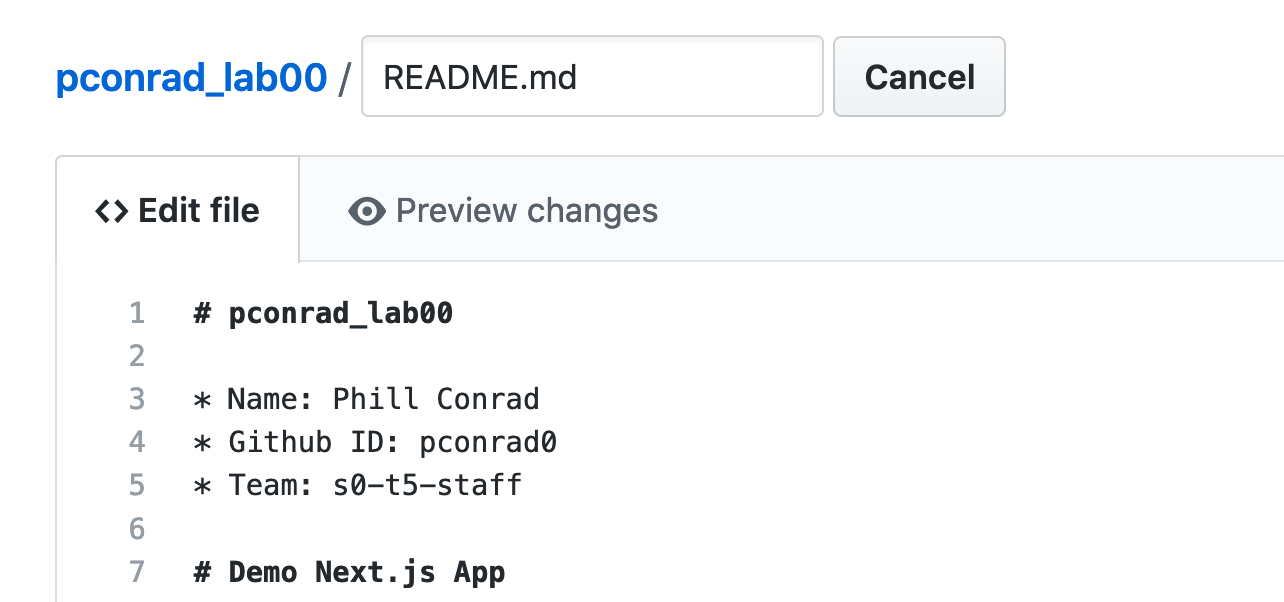 pconrad_lab00 / README.md Cancel
<> Edit file Preview changes
1 # pconrad_lab00
2
3 * Name: Phill Conrad
4 * Github ID: pconrad0
5 * Team: s0-t5-staff
6
7 # Demo Next.js App